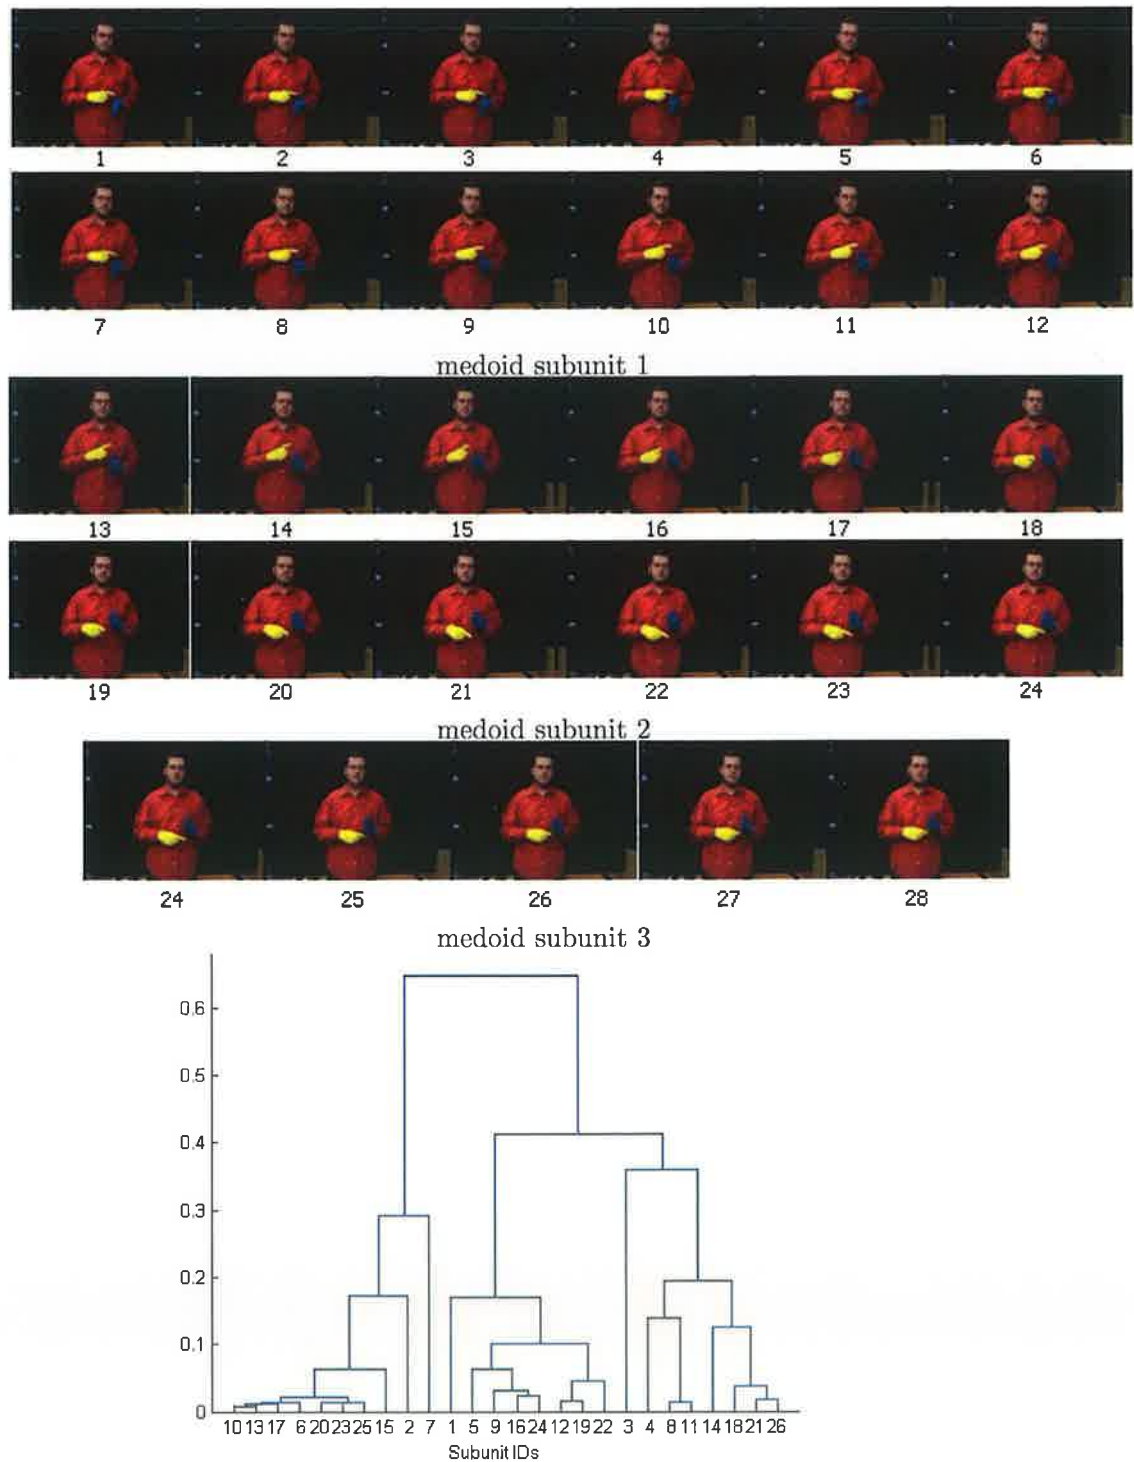 1 2 3 4 5 6
7 8 9 10 11 12
medoid subunit 1
13 14 15 16 17 18
19 20 21 22 23 24
medoid subunit 2
24 25 26 27 28
medoid subunit 3
0.6
0.5
0.4
0.3
0.2
0.1
0
10 13 17 6 20 23 25 15 2 7 1 5 9 16 24 12 19 22 3 4 8 11 14 18 21 26
Subunit IDs